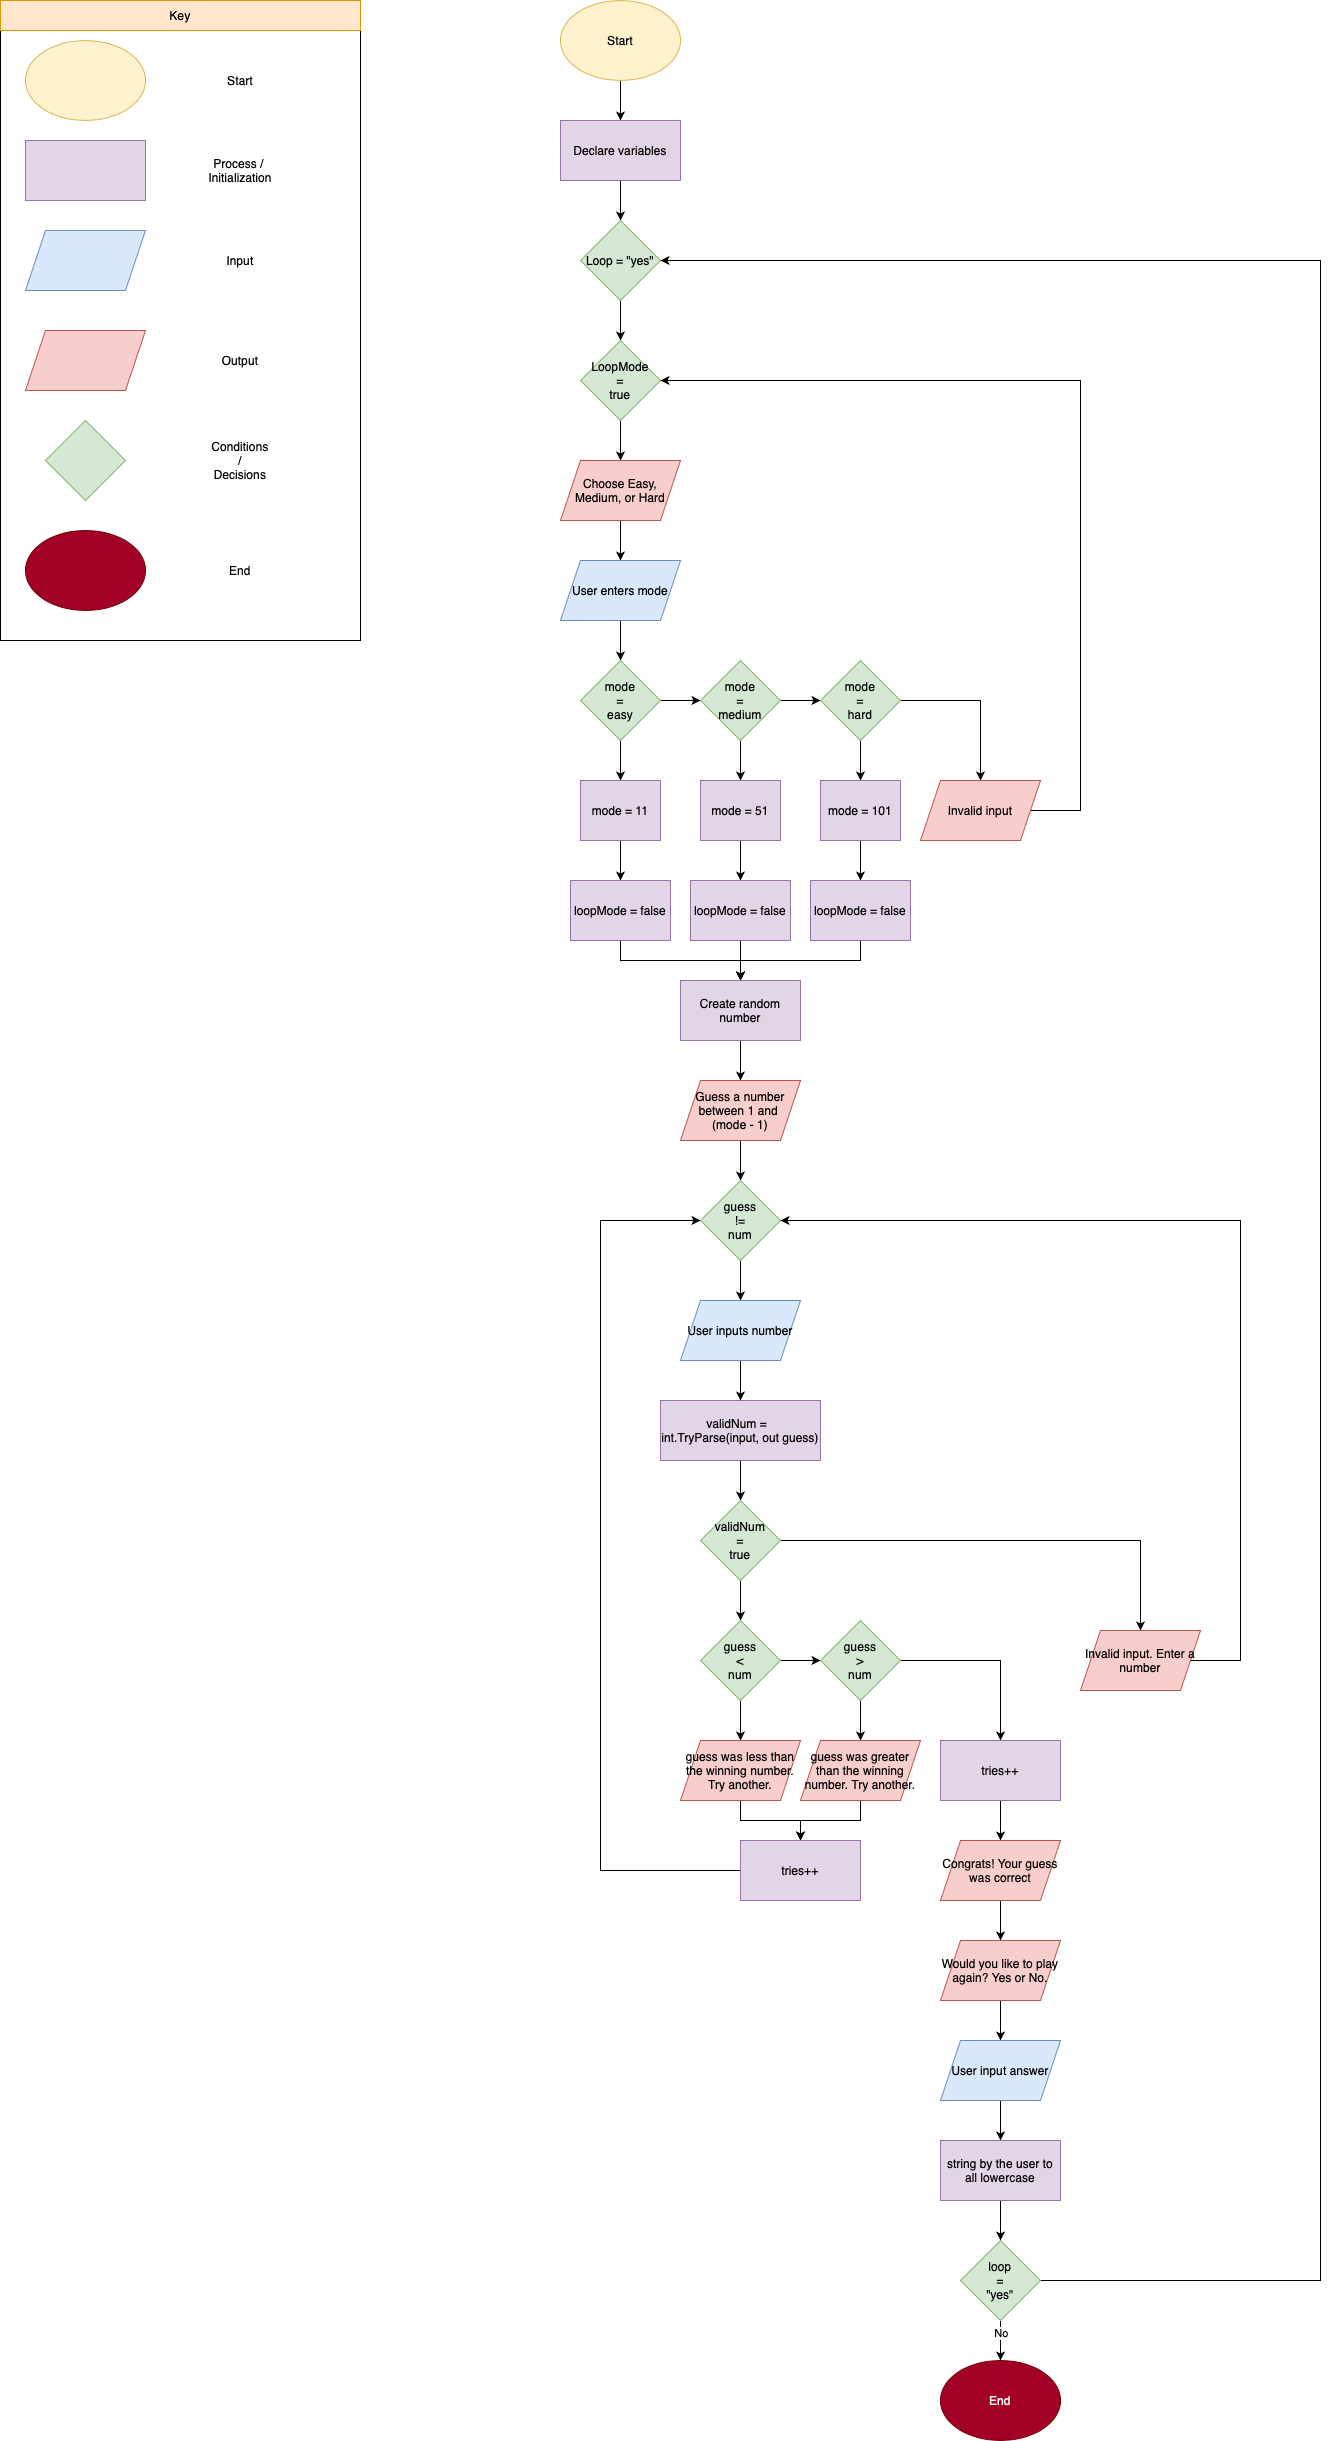 Key
Start
Process /
Initialization
Input
Output
Conditions
/
Decisions
End
Start
Declare variables
Loop = "yes"
LoopMode
=
true
Choose Easy,
Medium, or Hard
User enters mode
mode
=
easy
mode
=
medium
mode
=
hard
mode = 11
mode = 51
mode = 101
Invalid input
loopMode = false
loopMode = false
loopMode = false
Create random
number
Guess a number
between 1 and
(mode - 1)
guess
!=
num
User inputs number
validNum =
int.TryParse(input, out guess)
validNum
=
true
guess
<
num
guess
>
num
Invalid input. Enter a
number
guess was less than
the winning number.
Try another.
guess was greater
than the winning
number. Try another.
tries++
tries++
Congrats! Your guess
was correct
Would you like to play
again? Yes or No.
User input answer
string by the user to
all lowercase
loop
=
"yes"
No
End